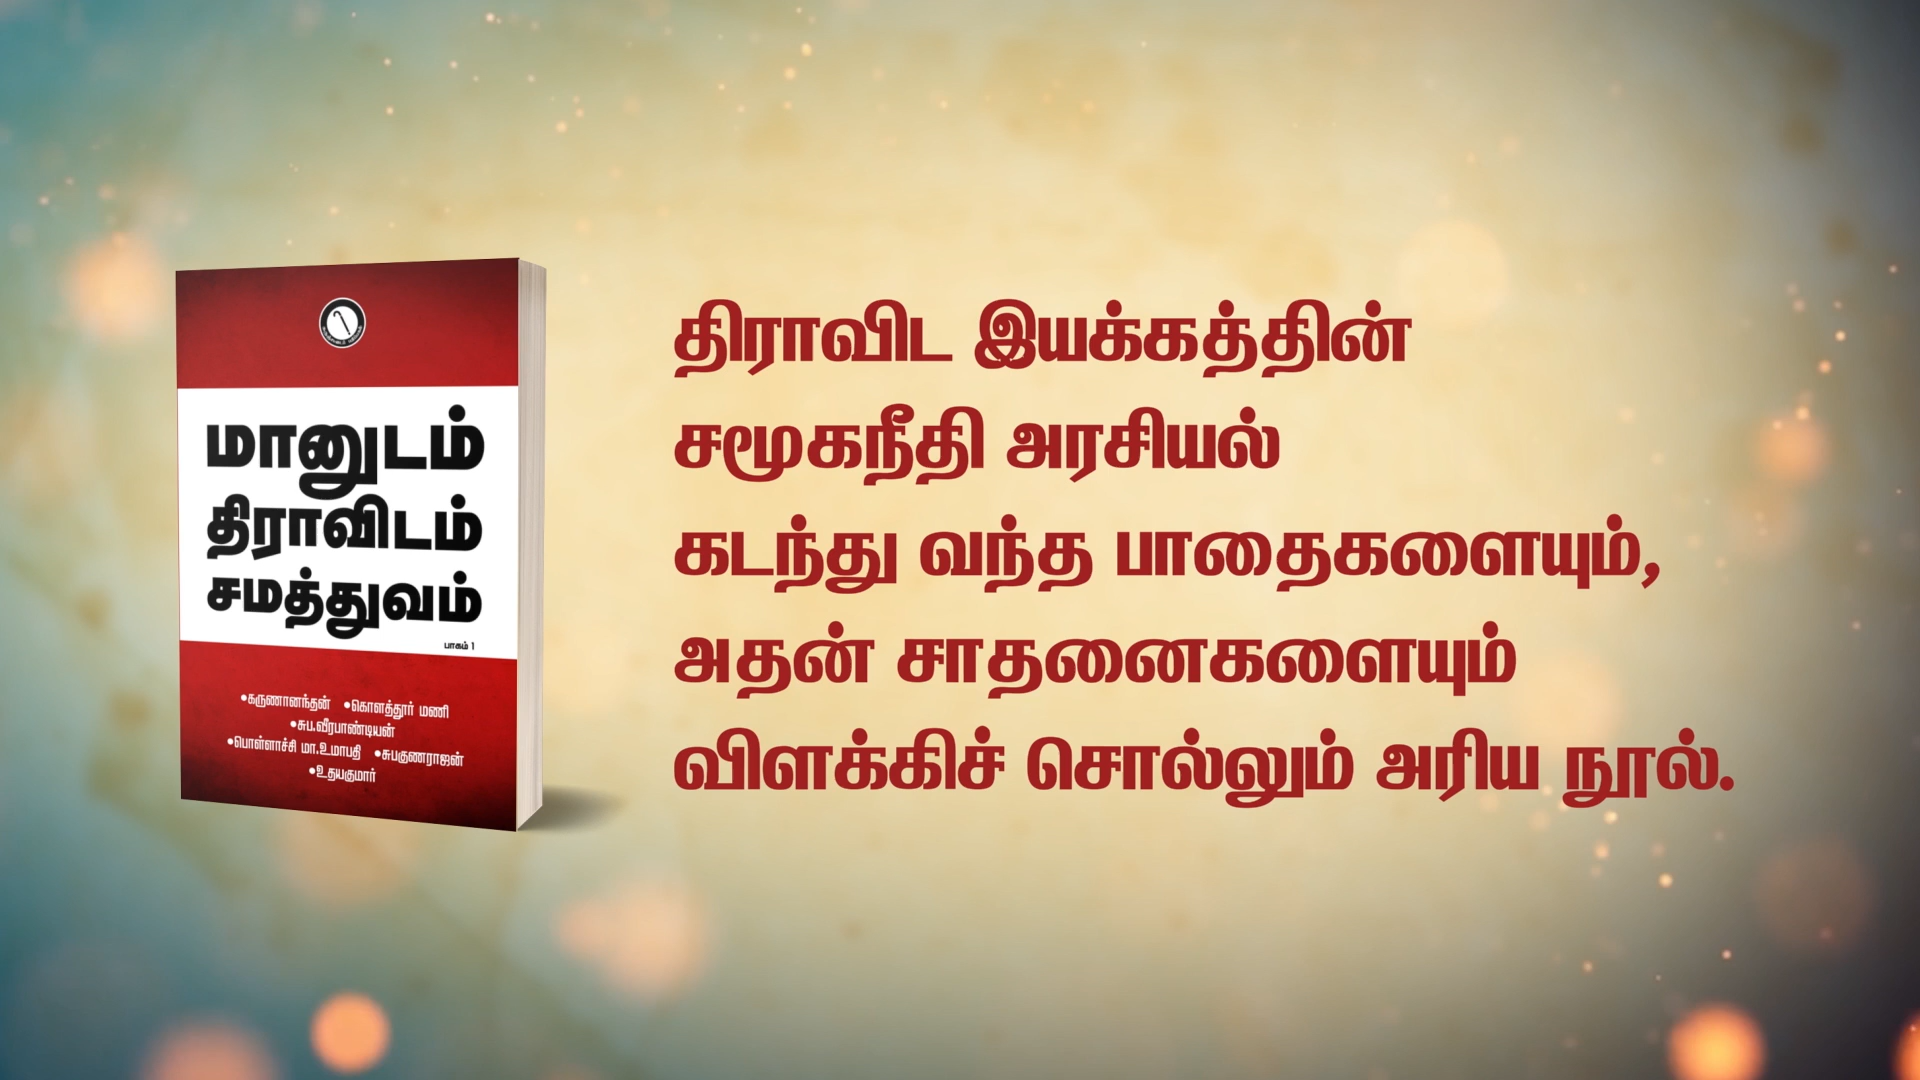 மானுடம்
திராவிடம்
சமத்துவம்
பாகம் 1
•கருணானந்தன் •கொளத்தூர் மணி
•சுப.வீரபாண்டியன்
•பொள்ளாச்சி மா.உமாபதி •சுபகுணராஜன்
•உதயகுமார்
திராவிட இயக்கத்தின்
சமூகநீதி அரசியல்
கடந்து வந்த பாதைகளையும்,
அதன் சாதனைகளையும்
விளக்கிச் சொல்லும் அரிய நூல்.